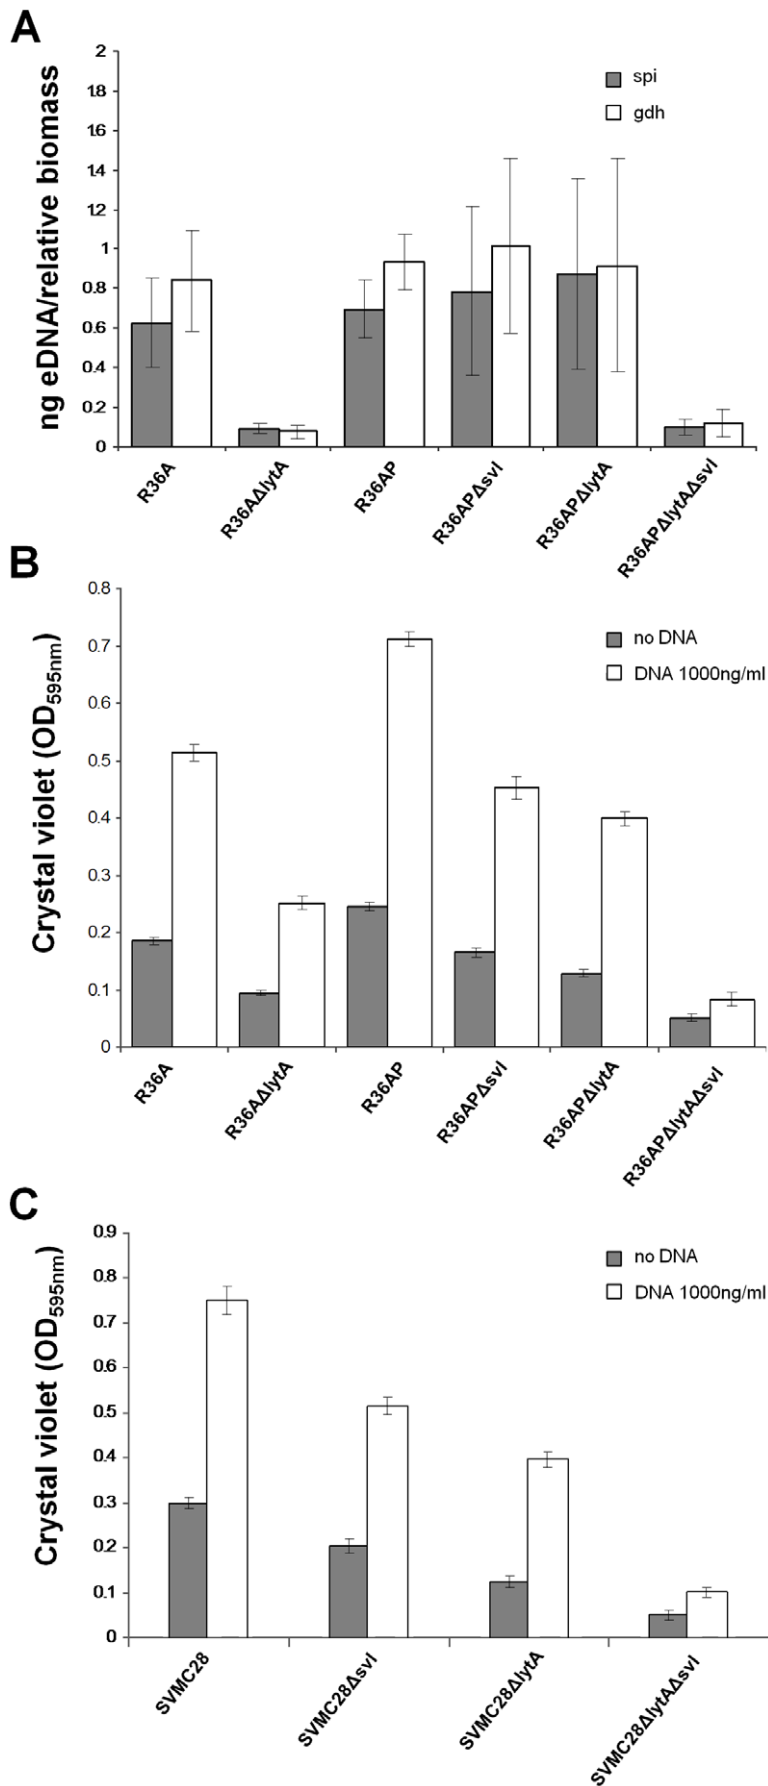 A
2
1.8
1.6
1.4
1.2
1
0.8
0.6
0.4
0.2
0
ng eDNA/relative biomass
spi
gdh
R36A
R36AΔlytA
R36AP
R36APΔsvl
R36APΔlytA
R36APΔlytAΔsvl
B
0.8
0.7
0.6
0.5
0.4
0.3
0.2
0.1
0
Crystal violet (OD595nm)
no DNA
DNA 1000ng/ml
R36A
R36AΔlytA
R36AP
R36APΔsvl
R36APΔlytA
R36APΔlytAΔsvl
C
0.9
0.8
0.7
0.6
0.5
0.4
0.3
0.2
0.1
0
Crystal violet (OD595nm)
no DNA
DNA 1000ng/ml
SVMC28
SVMC28Δsvl
SVMC28ΔlytA
SVMC28ΔlytAΔsvl